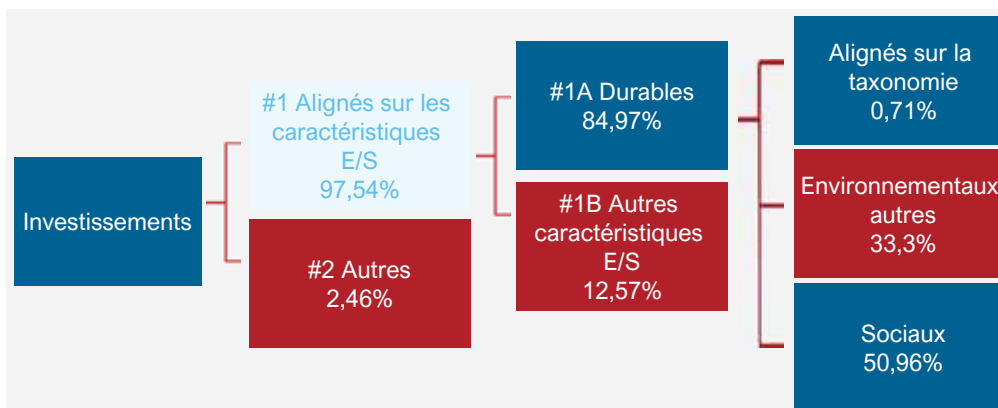 Investissements
#1 Alignés sur les
caractéristiques
E/S
97,54%
#2 Autres
2,46%
#1A Durables
84,97%
#1B Autres
caractéristiques
E/S
12,57%
Alignés sur la
taxonomie
0,71%
Environnementaux
autres
33,3%
Sociaux
50,96%